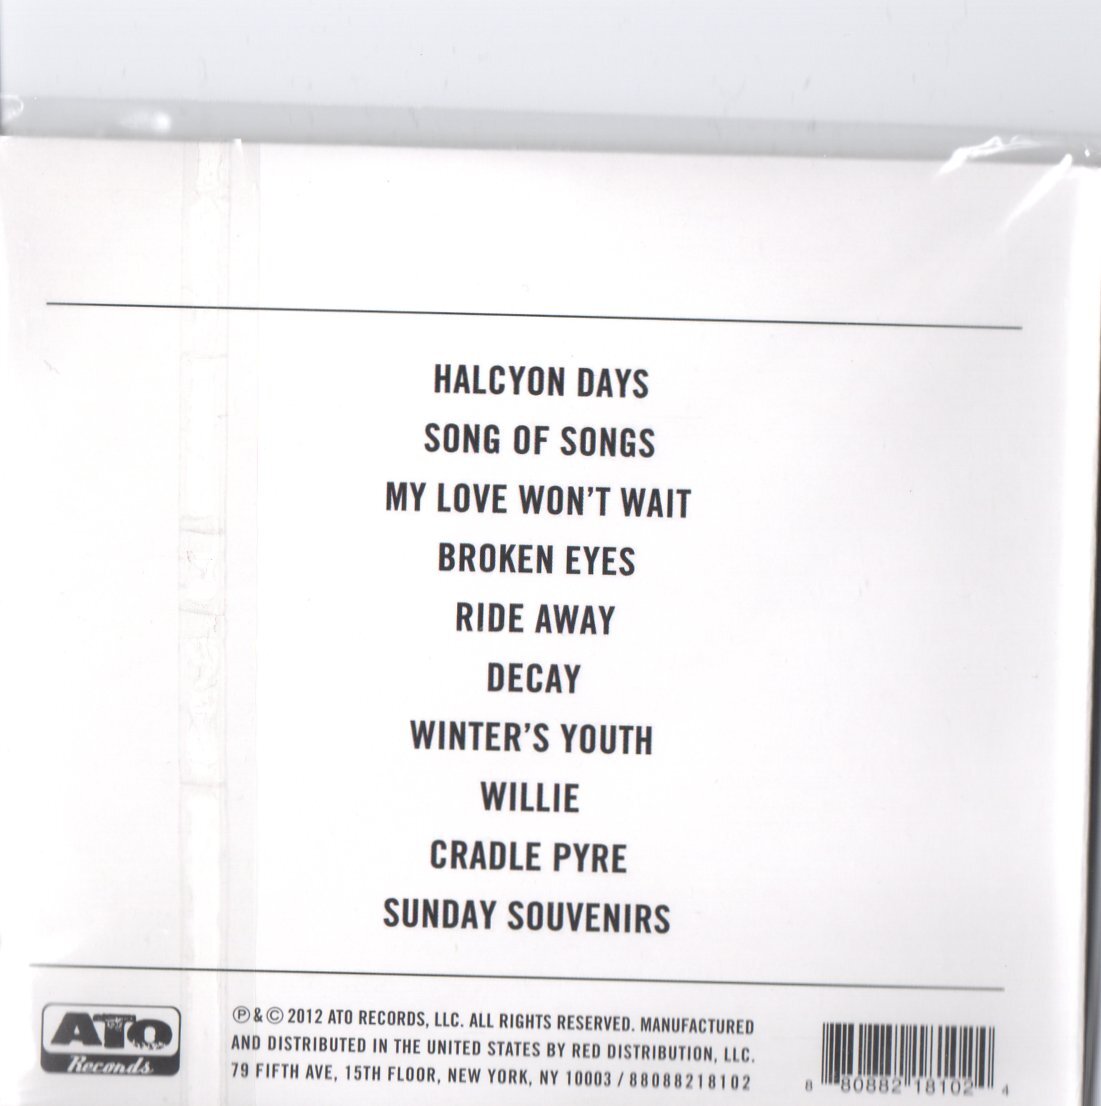 HALCYON DAYS
SONG OF SONGS
MY LOVE WON'T WAIT
BROKEN EYES
RIDE AWAY
DECAY
WINTER'S YOUTH
WILLIE
CRADLE PYRE
SUNDAY SOUVENIRS
ATO
Records
℗ & © 2012 ATO RECORDS, LLC. ALL RIGHTS RESERVED. MANUFACTURED
AND DISTRIBUTED IN THE UNITED STATES BY RED DISTRIBUTION, LLC.
79 FIFTH AVE, 15TH FLOOR, NEW YORK, NY 10003 / 88088218102
8 80882 18102 4